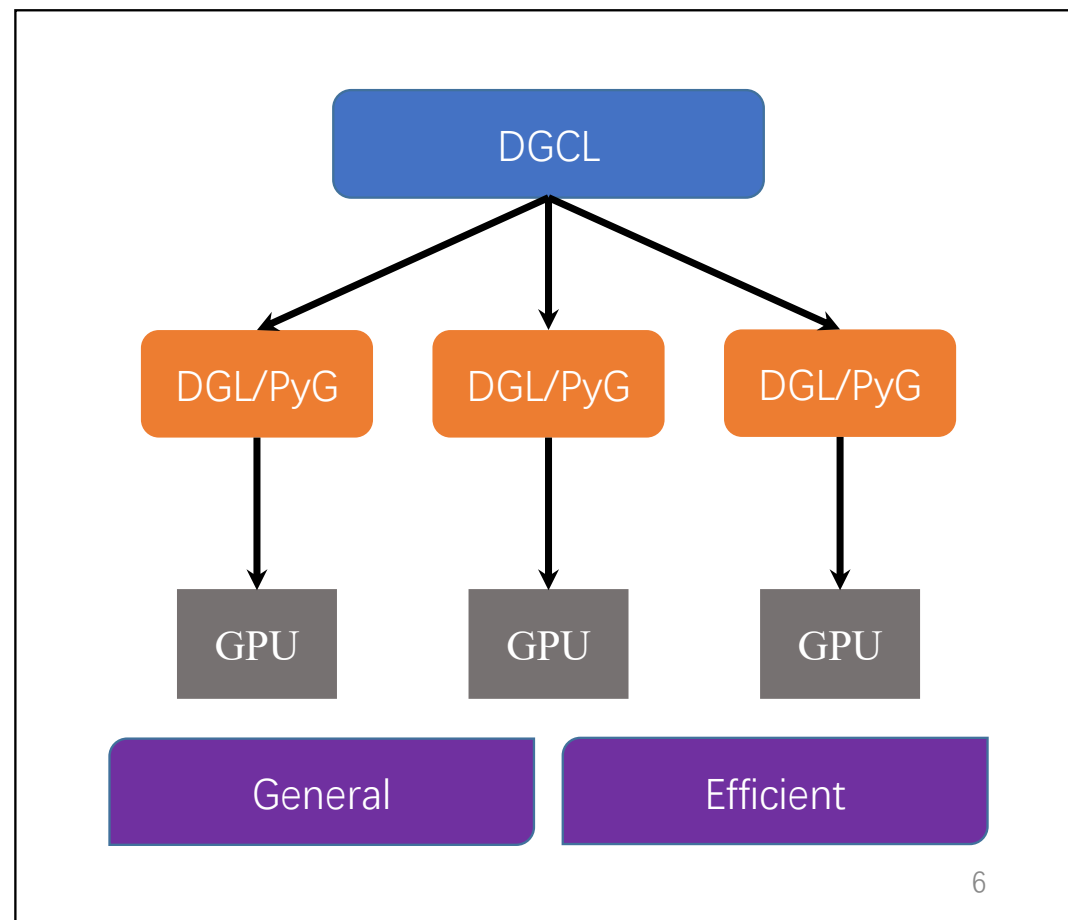 DGCL
DGL/PyG
DGL/PyG
DGL/PyG
GPU
GPU
GPU
General
Efficient
6